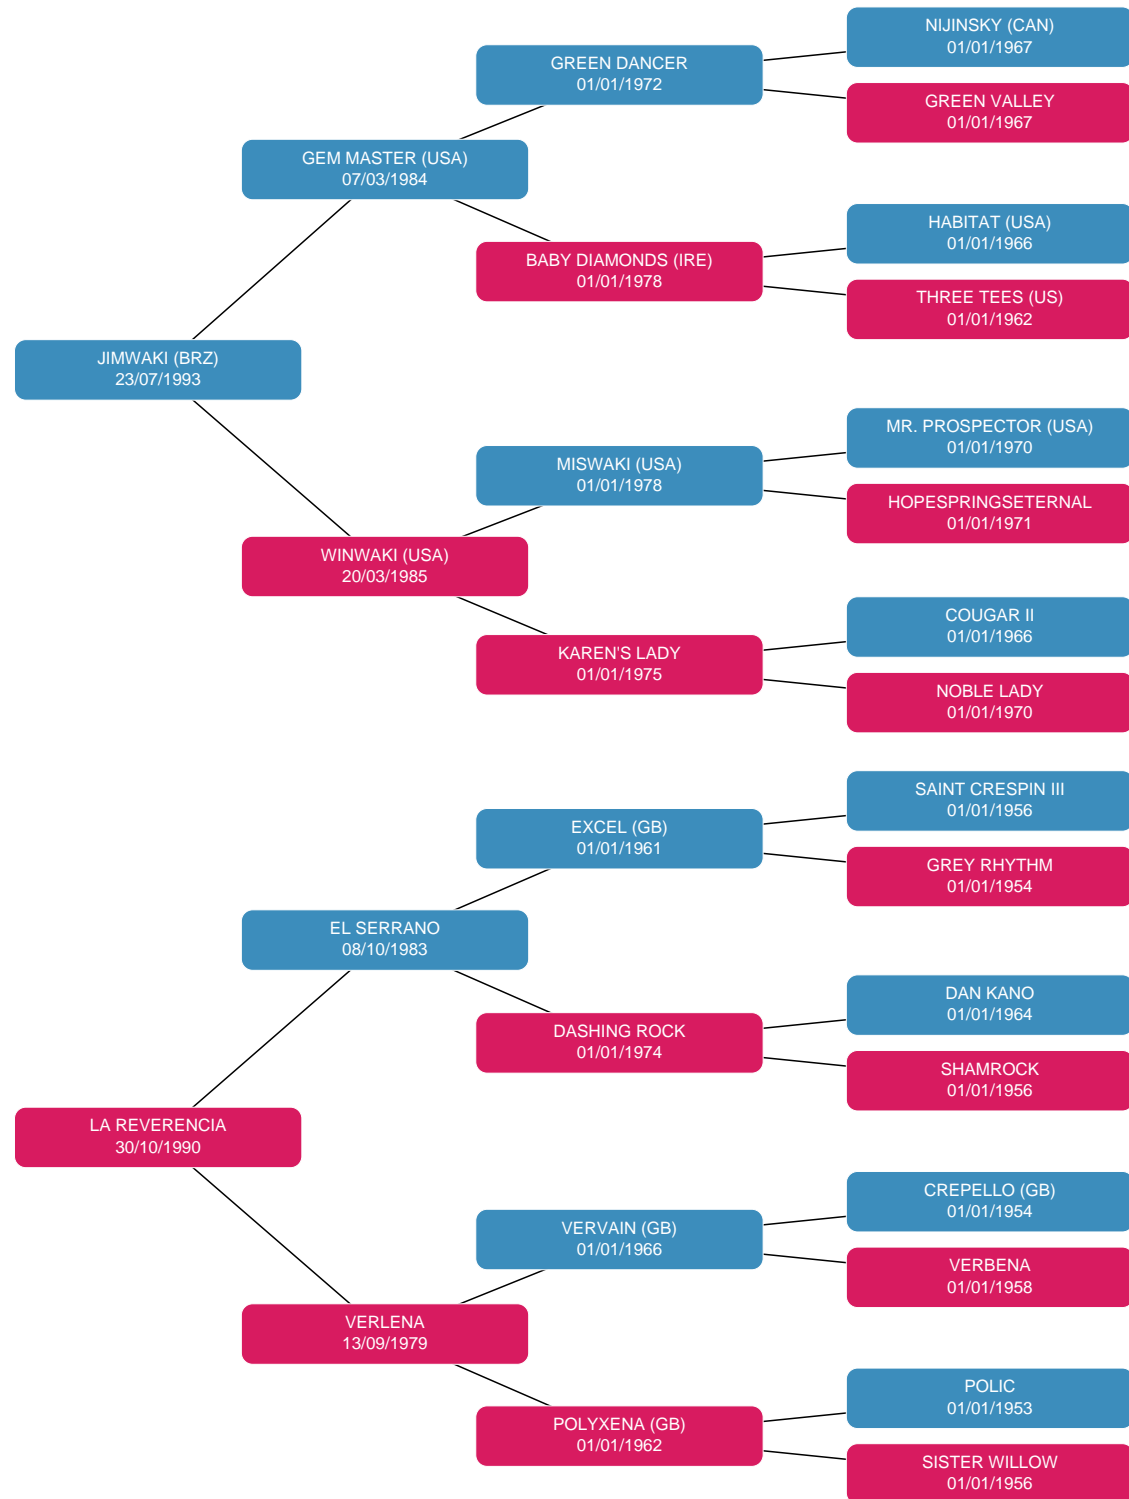 NIJINSKY (CAN)
01/01/1967
GREEN DANCER
01/01/1972
GREEN VALLEY
01/01/1967
GEM MASTER (USA)
07/03/1984
HABITAT (USA)
01/01/1966
BABY DIAMONDS (IRE)
01/01/1978
THREE TEES (US)
01/01/1962
JIMWAKI (BRZ)
23/07/1993
MR. PROSPECTOR (USA)
01/01/1970
MISWAKI (USA)
01/01/1978
HOPESPRINGSETERNAL
01/01/1971
WINWAKI (USA)
20/03/1985
COUGAR II
01/01/1966
KAREN'S LADY
01/01/1975
NOBLE LADY
01/01/1970
SAINT CRESPIN III
01/01/1956
EXCEL (GB)
01/01/1961
GREY RHYTHM
01/01/1954
EL SERRANO
08/10/1983
DAN KANO
01/01/1964
DASHING ROCK
01/01/1974
SHAMROCK
01/01/1956
LA REVERENCIA
30/10/1990
CREPELLO (GB)
01/01/1954
VERVAIN (GB)
01/01/1966
VERBENA
01/01/1958
VERLENA
13/09/1979
POLIC
01/01/1953
POLYXENA (GB)
01/01/1962
SISTER WILLOW
01/01/1956